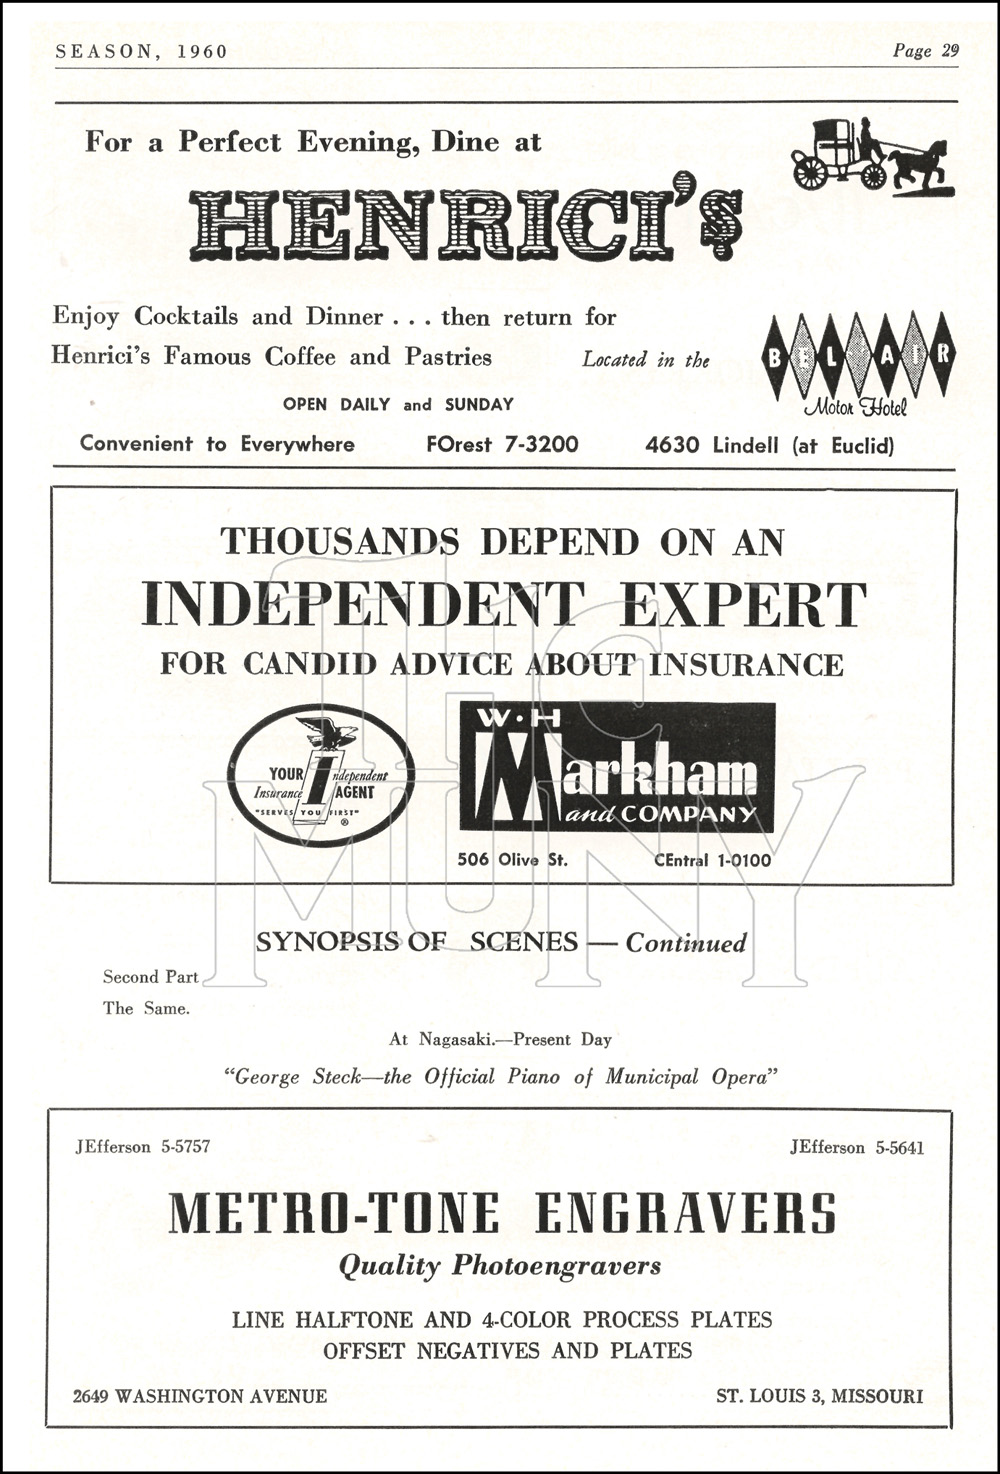 SEASON, 1960 Page 29
For a Perfect Evening, Dine at
HENRICI'S
Enjoy Cocktails and Dinner . . . then return for
Henrici's Famous Coffee and Pastries
Located in the
BEL AIR
Motor Hotel
OPEN DAILY and SUNDAY
Convenient to Everywhere FOrest 7-3200 4630 Lindell (at Euclid)
THOUSANDS DEPEND ON AN
INDEPENDENT EXPERT
FOR CANDID ADVICE ABOUT INSURANCE
YOUR Independent
Insurance AGENT
"SERVES YOU FIRST"
®
W·H
Markham
and COMPANY
506 Olive St. CEntral 1-0100
THE
MUNY
SYNOPSIS OF SCENES — Continued
Second Part
The Same.
At Nagasaki.—Present Day
"George Steck—the Official Piano of Municipal Opera"
JEfferson 5-5757 JEfferson 5-5641
METRO-TONE ENGRAVERS
Quality Photoengravers
LINE HALFTONE AND 4-COLOR PROCESS PLATES
OFFSET NEGATIVES AND PLATES
2649 WASHINGTON AVENUE ST. LOUIS 3, MISSOURI